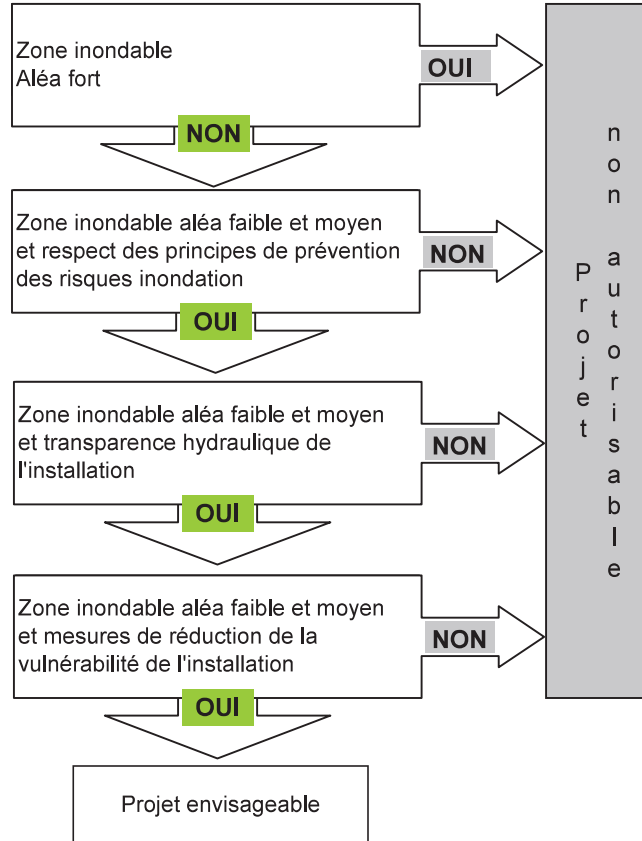 Zone inondable
Aléa fort
OUI
NON
Zone inondable aléa faible et moyen
et respect des principes de prévention
des risques inondation
NON
OUI
Zone inondable aléa faible et moyen
et transparence hydraulique de
l'installation
NON
OUI
Zone inondable aléa faible et moyen
et mesures de réduction de la
vulnérabilité de l'installation
NON
OUI
Projet envisageable
Projet
non autorisable